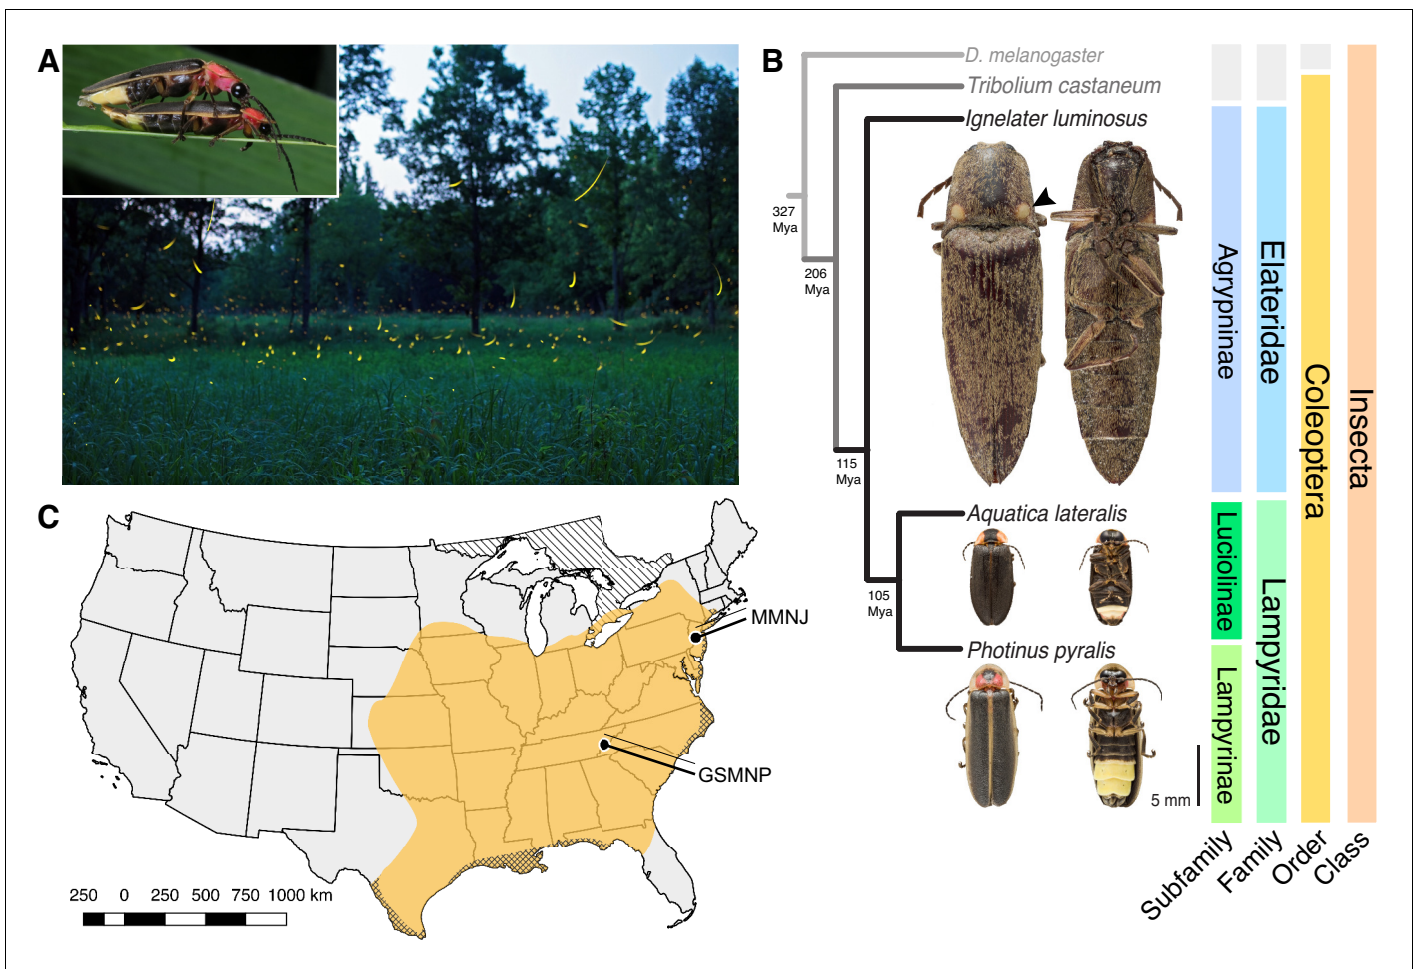 A
B
D. melanogaster
Tribolium castaneum
Ignelater luminosus
327
Mya
206
Mya
115
Mya
Aquatica lateralis
105
Mya
Photinus pyralis
5 mm
Agrypninae
Elateridae
Coleoptera
Insecta
Luciolinae
Lampyridae
Lampyrinae
Subfamily
Family
Order
Class
C
MMNJ
GSMNP
250 0 250 500 750 1000 km